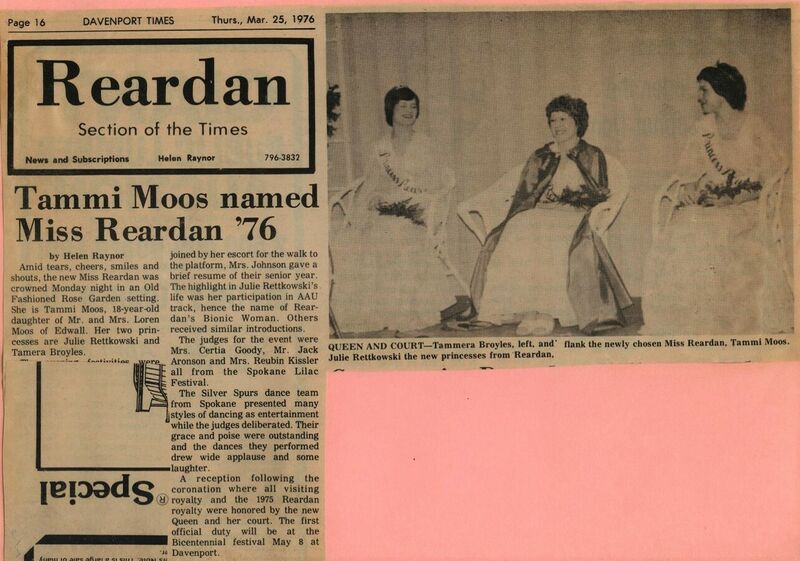 Page 16 DAVENPORT TIMES Thurs., Mar. 25, 1976
Reardan
Section of the Times
News and Subscriptions Helen Raynor 796-3832
Tammi Moos named
Miss Reardan '76
by Helen Raynor
Amid tears, cheers, smiles and
shouts, the new Miss Reardan was
crowned Monday night in an Old
Fashioned Rose Garden setting.
She is Tammi Moos, 18-year-old
daughter of Mr. and Mrs. Loren
Moos of Edwall. Her two prin-
cesses are Julie Rettkowski and
Tamera Broyles.
joined by her escort for the walk to
the platform, Mrs. Johnson gave a
brief resume of their senior year.
The highlight in Julie Rettkowski's
life was her participation in AAU
track, hence the name of Rear-
dan's Bionic Woman. Others
received similar introductions.
The judges for the event were
Mrs. Certia Goody, Mr. Jack
Aronson and Mrs. Reubin Kissler
all from the Spokane Lilac
Festival.
The Silver Spurs dance team
from Spokane presented many
styles of dancing as entertainment
while the judges deliberated. Their
grace and poise were outstanding
and the dances they performed
drew wide applause and some
laughter.
A reception following the
coronation where all visiting
royalty and the 1975 Reardan
royalty were honored by the new
Queen and her court. The first
official duty will be at the
Bicentennial festival May 8 at
Davenport.
Princess
Princess
QUEEN AND COURT—Tammera Broyles, left, and flank the newly chosen Miss Reardan, Tammi Moos.
Julie Rettkowski the new princesses from Reardan,
Special®
Note. This is a large sale of many